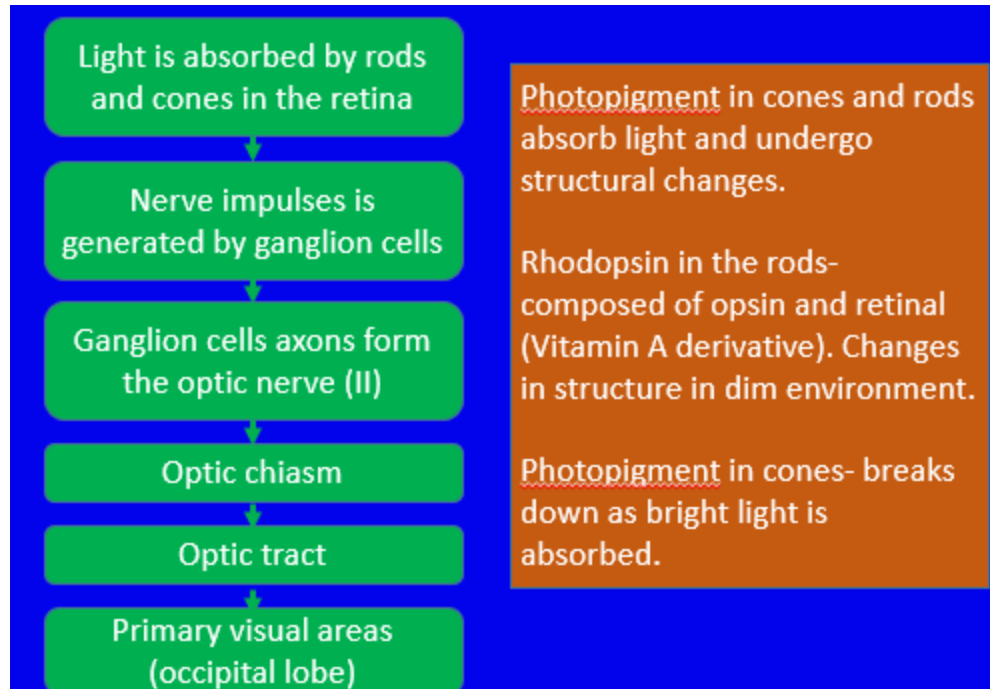 Light is absorbed by rods
and cones in the retina
Nerve impulses is
generated by ganglion cells
Ganglion cells axons form
the optic nerve (II)
Optic chiasm
Optic tract
Primary visual areas
(occipital lobe)
Photopigment in cones and rods
absorb light and undergo
structural changes.
Rhodopsin in the rods-
composed of opsin and retinal
(Vitamin A derivative). Changes
in structure in dim environment.
Photopigment in cones- breaks
down as bright light is
absorbed.